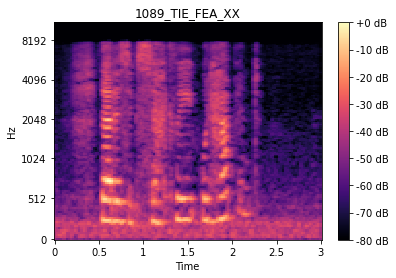 1089_TIE_FEA_XX
+0 dB
8192
-10 dB
4096
-20 dB
-30 dB
2048
Hz
-40 dB
1024
-50 dB
512
-60 dB
-70 dB
0
-80 dB
0
0.5
1
1.5
2
2.5
3
Time